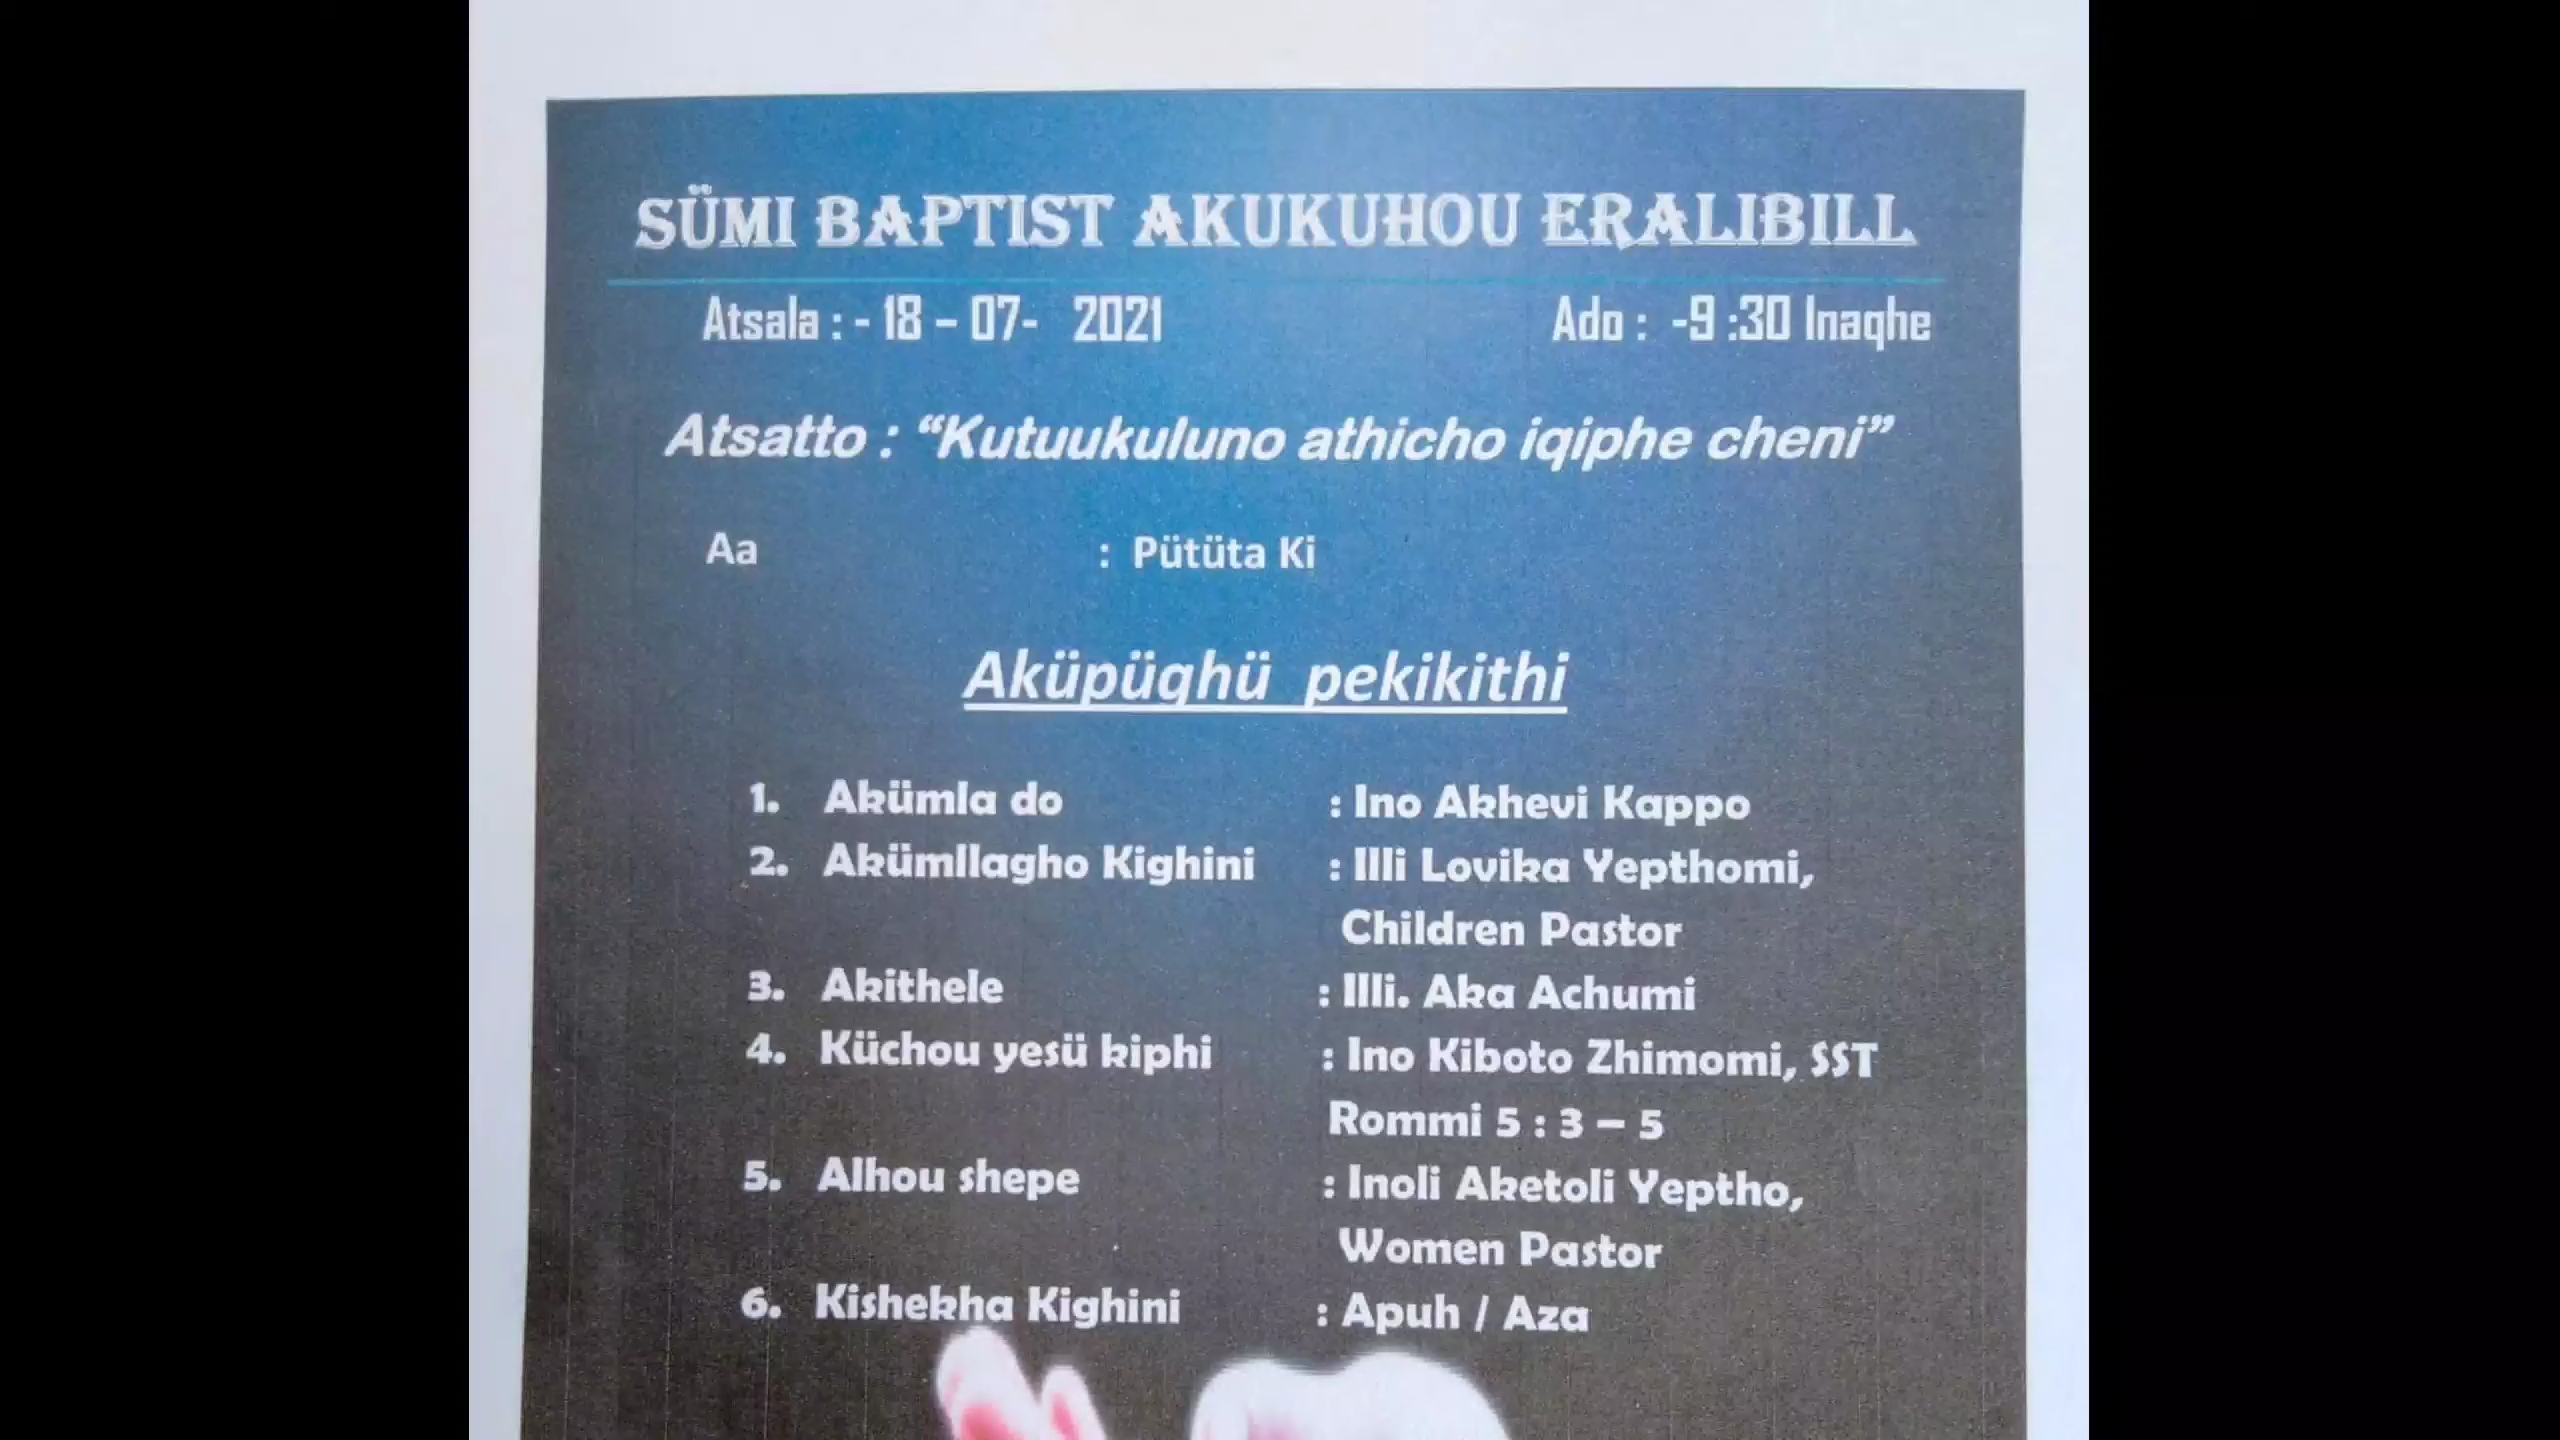 SÜMI BAPTIST AKUKUHOU ERALIBILL
Atsala : - 18 – 07- 2021 Ado : -9 :30 Inaqhe
Atsatto : “Kutuukuluno athicho iqiphe cheni”
Aa : Pütüta Ki
Aküpüghü pekikithi
1. Akümla do : Ino Akhevi Kappo
2. Akümllagho Kighini : Illi Lovika Yepthomi,
Children Pastor
3. Akithele : Illi. Aka Achumi
4. Küchou yesü kiphi : Ino Kiboto Zhimomi, SST
Rommi 5 : 3 – 5
5. Alhou shepe : Inoli Aketoli Yeptho,
Women Pastor
6. Kishekha Kighini : Apuh / Aza